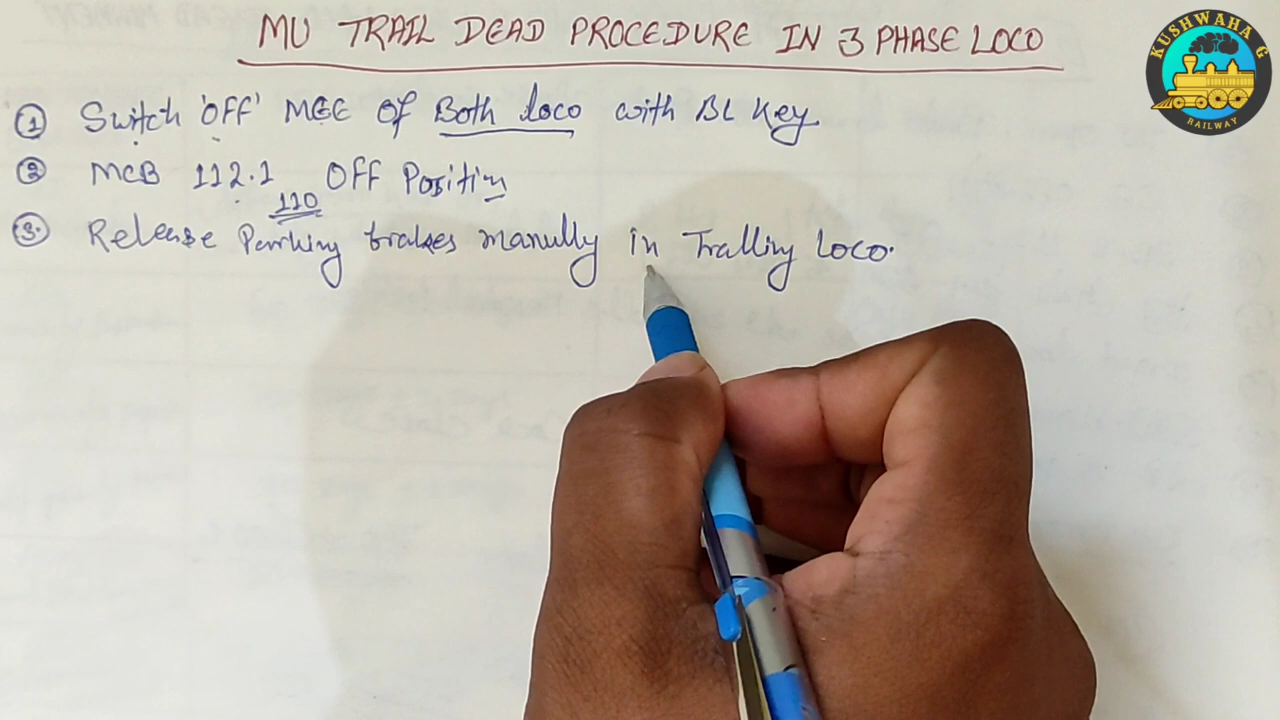 MU TRAIL DEAD PROCEDURE IN 3 PHASE LOCO
① Switch 'OFF' MCE Of Both loco with BL Key
② MCB 112.1 OFF Position
110
③ Release Parking brakes manully in Tralling Loco.
KUSHWAHA G
RAILWAY